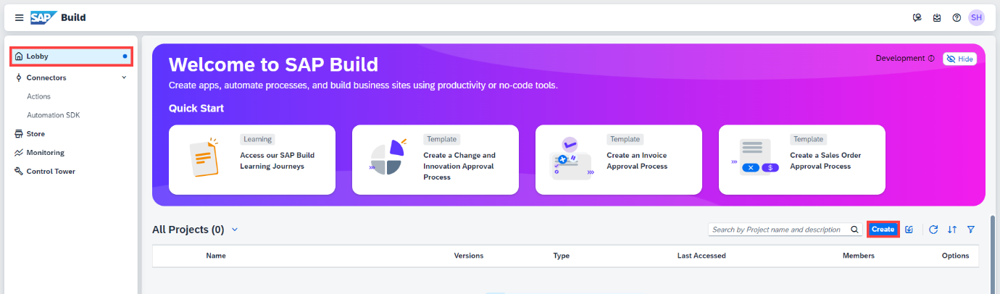 SAP Build
SH
Lobby
Connectors
Actions
Automation SDK
Store
Monitoring
Control Tower
Welcome to SAP Build
Development
Hide
Create apps, automate processes, and build business sites using productivity or no-code tools.
Quick Start
Learning
Access our SAP Build
Learning Journeys
Template
Create a Change and
Innovation Approval
Process
Template
Create an Invoice
Approval Process
Template
Create a Sales Order
Approval Process
All Projects (0)
Search by Project name and description
Create
Name Versions Type Last Accessed Members Options